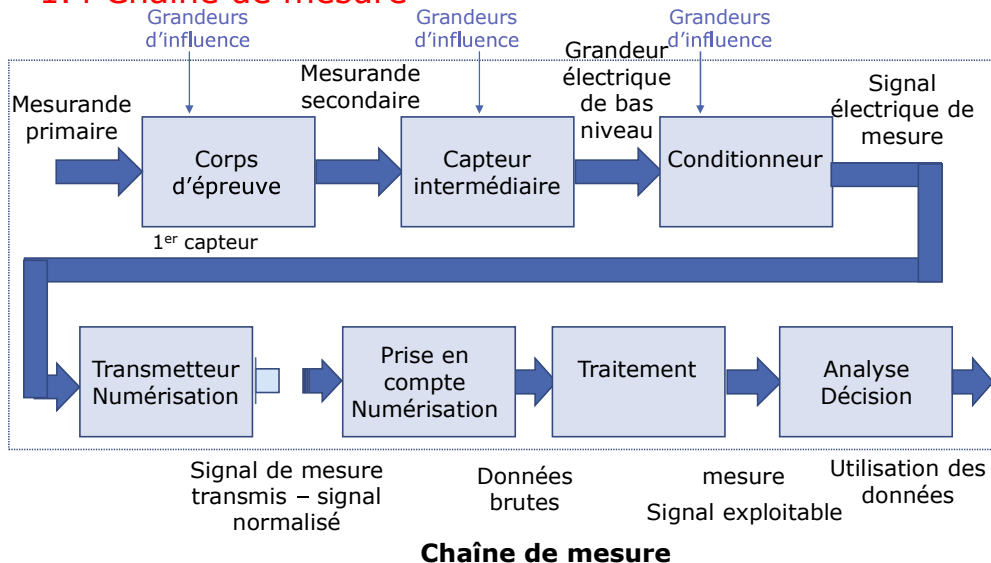 1.4 Chaîne de mesure
Grandeurs
d'influence
Grandeurs
d'influence
Grandeurs
d'influence
Mesurande
primaire
Corps
d'épreuve
1er capteur
Mesurande
secondaire
Capteur
intermédiaire
Grandeur
électrique
de bas
niveau
Conditionneur
Signal
électrique de
mesure
Transmetteur
Numérisation
Signal de mesure
transmis – signal
normalisé
Prise en
compte
Numérisation
Données
brutes
Traitement
mesure
Signal exploitable
Analyse
Décision
Utilisation des
données
Chaîne de mesure